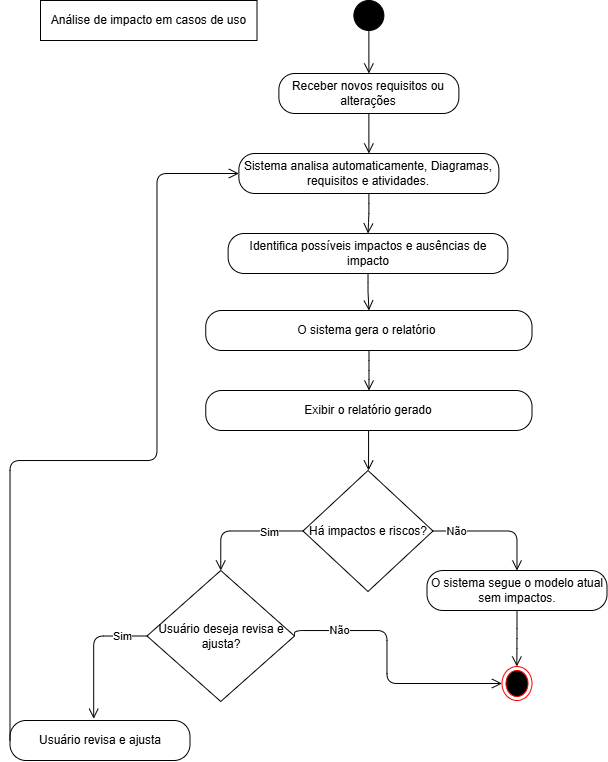 Análise de impacto em casos de uso
Receber novos requisitos ou
alterações
Sistema analisa automaticamente, Diagramas,
requisitos e atividades.
Identifica possíveis impactos e ausências de
impacto
O sistema gera o relatório
Exibir o relatório gerado
Há impactos e riscos?
Sim
Não
O sistema segue o modelo atual
sem impactos.
Usuário deseja revisa e
ajusta?
Sim
Não
Usuário revisa e ajusta